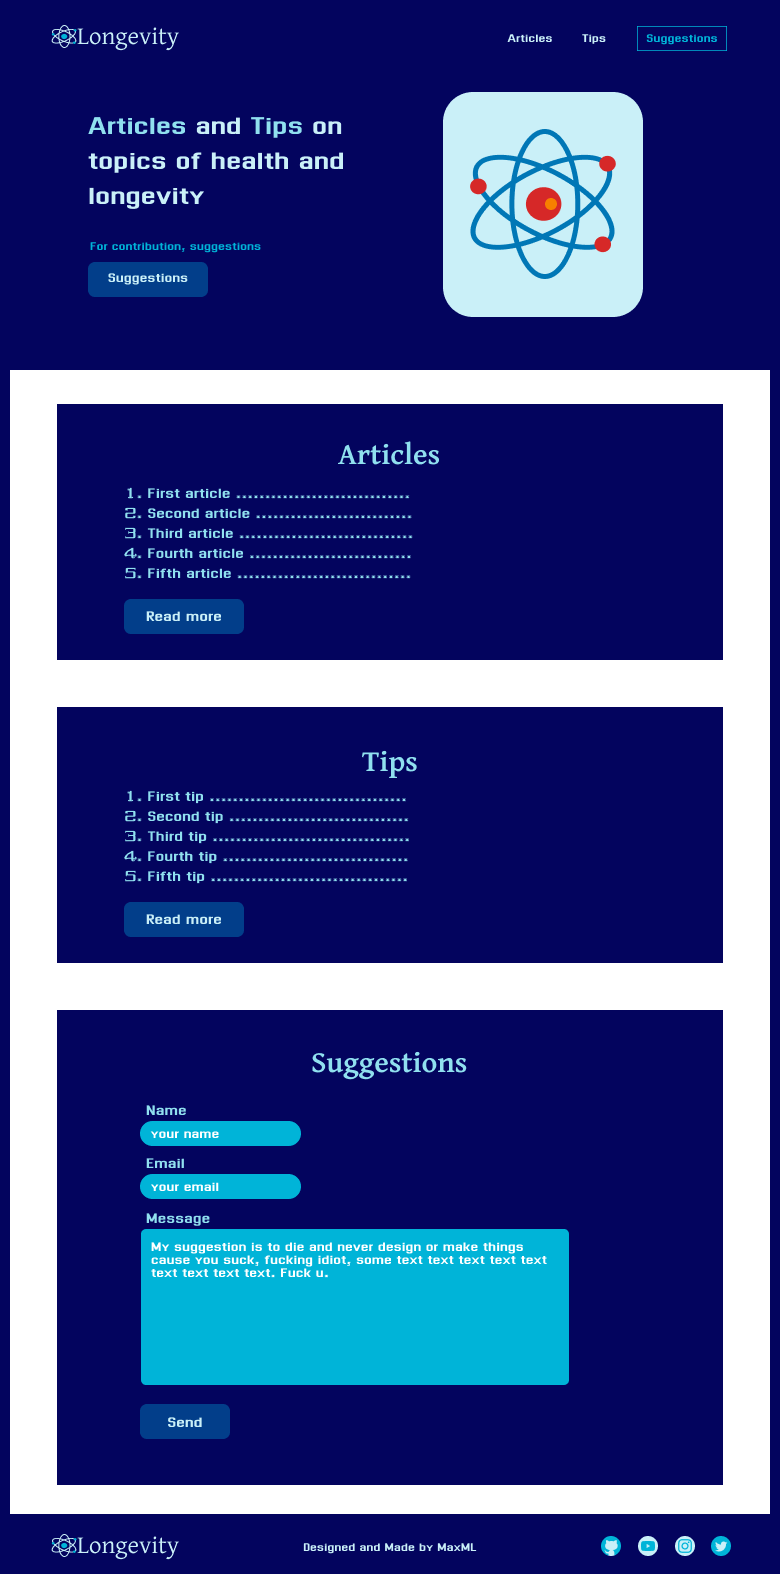 Longevity
Articles
Tips
Suggestions
Articles and Tips on
topics of health and
longevity
For contribution, suggestions
Suggestions
Articles
1. First article ..............................
2. Second article ...........................
3. Third article ..............................
4. Fourth article ............................
5. Fifth article ..............................
Read more
Tips
1. First tip ..................................
2. Second tip ...............................
3. Third tip ..................................
4. Fourth tip ................................
5. Fifth tip ..................................
Read more
Suggestions
Name
your name
Email
your email
Message
My suggestion is to die and never design or make things
cause you suck, fucking idiot, some text text text text text
text text text text. Fuck u.
Send
Longevity
Designed and Made by MaxML